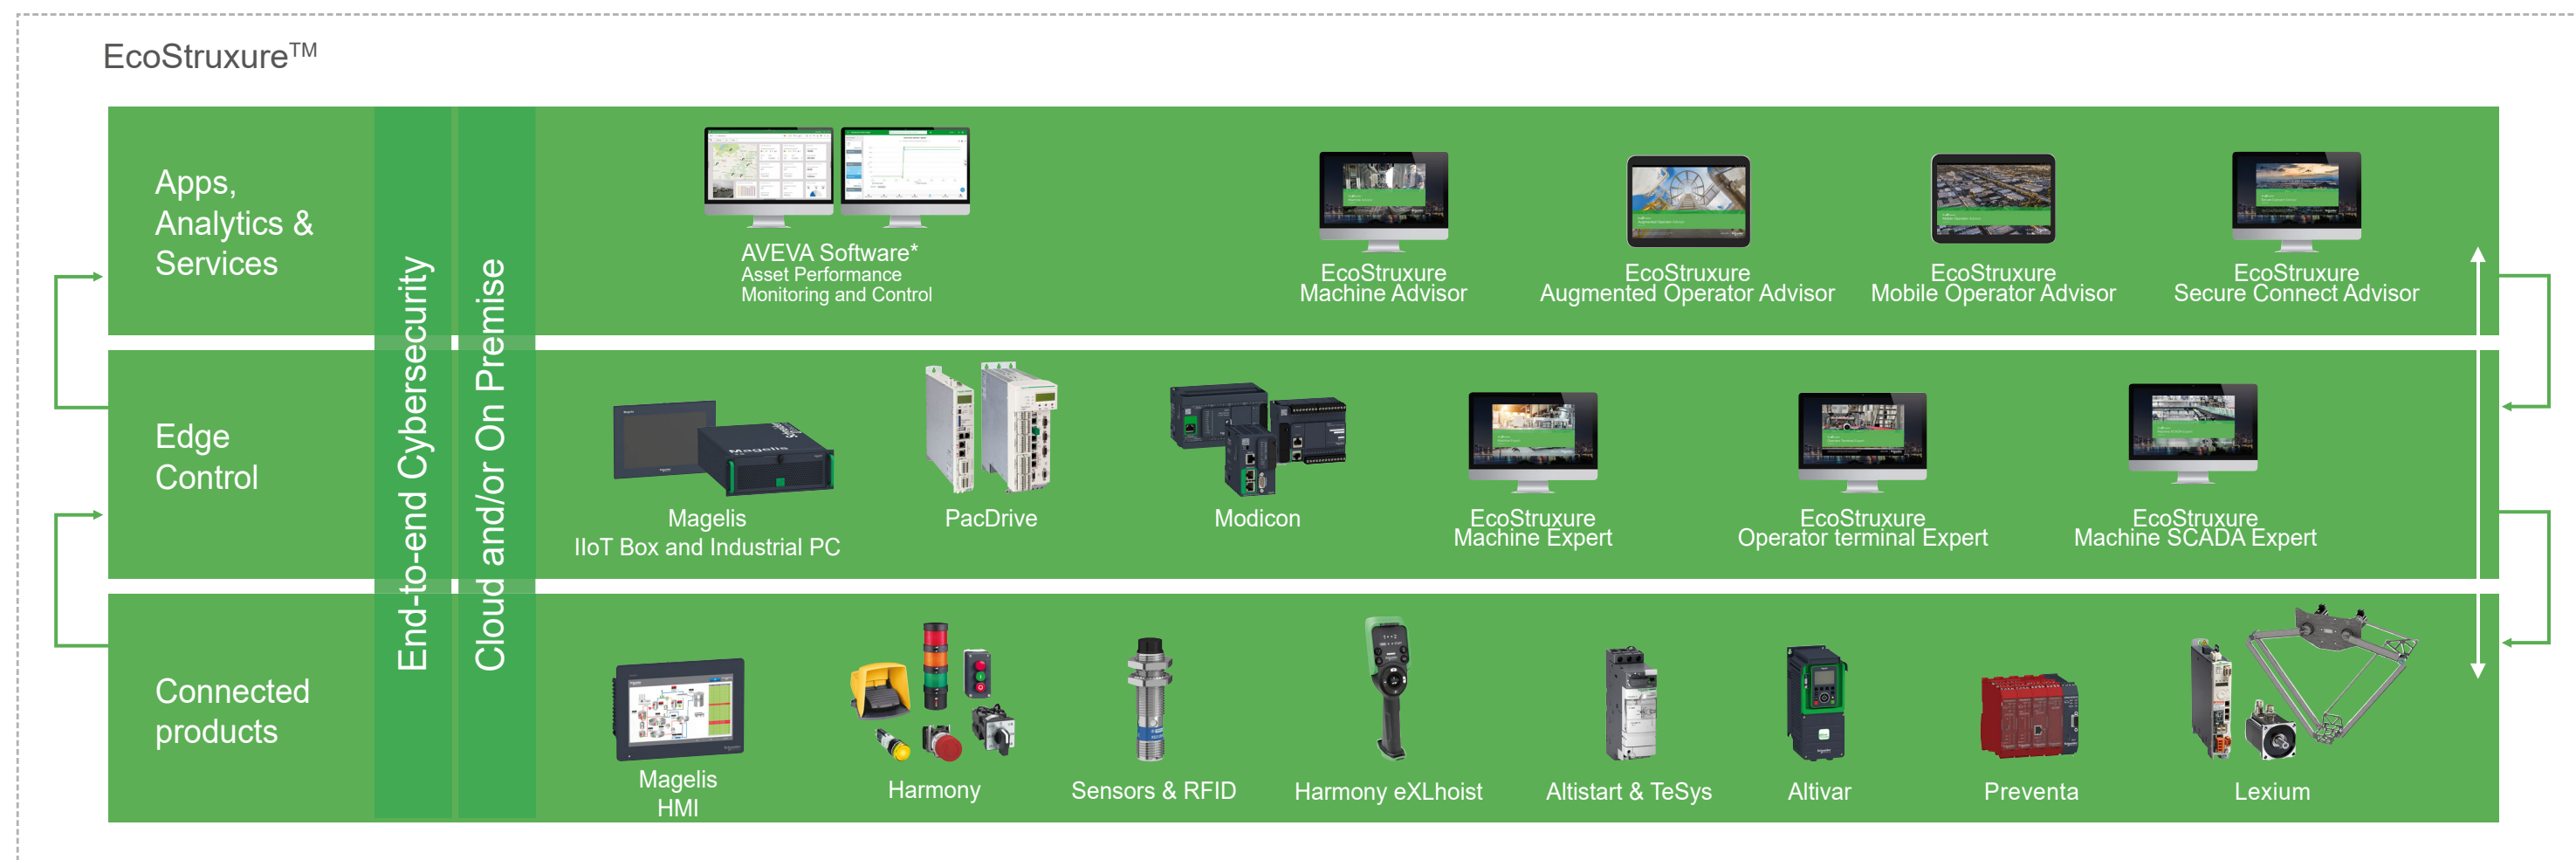 EcoStruxure™
Apps,
Analytics &
Services
End-to-end Cybersecurity
Cloud and/or On Premise
AVEVA Software*
Asset Performance
Monitoring and Control
EcoStruxure
Machine Advisor
EcoStruxure
Augmented Operator Advisor
EcoStruxure
Mobile Operator Advisor
EcoStruxure
Secure Connect Advisor
Edge
Control
Magelis
Magelis
IIoT Box and Industrial PC
PacDrive
Modicon
EcoStruxure
Machine Expert
EcoStruxure
Operator terminal Expert
EcoStruxure
Machine SCADA Expert
Connected
products
Magelis
HMI
Harmony
Sensors & RFID
Harmony eXLhoist
Altistart & TeSys
Altivar
Preventa
Lexium